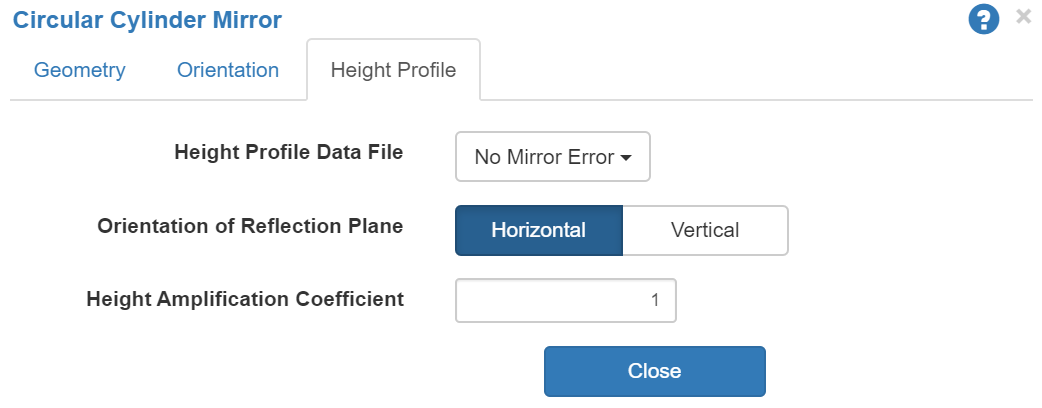 Circular Cylinder Mirror
? ×
Geometry Orientation Height Profile
Height Profile Data File No Mirror Error
Orientation of Reflection Plane Horizontal Vertical
Height Amplification Coefficient 1
Close